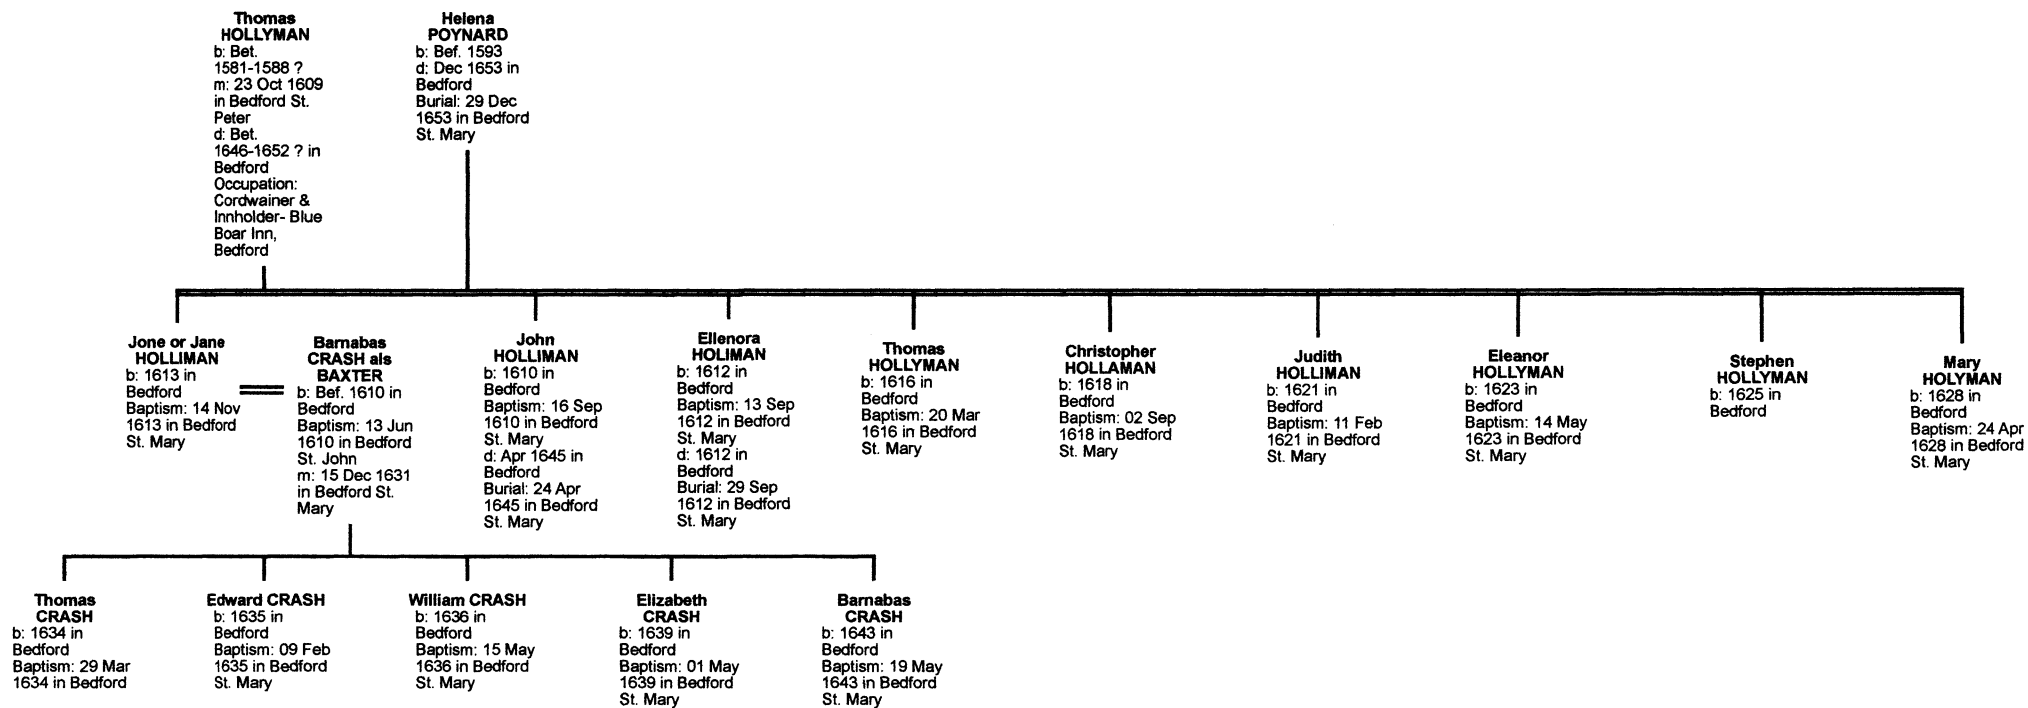 Thomas
HOLLYMAN
b: Bet.
1581-1588 ?
m: 23 Oct 1609
in Bedford St.
Peter
d: Bet.
1646-1652 ? in
Bedford
Occupation:
Cordwainer &
Innholder- Blue
Boar Inn,
Bedford
Helena
POYNARD
b: Bef. 1593
d: Dec 1653 in
Bedford
Burial: 29 Dec
1653 in Bedford
St. Mary
Jone or Jane
HOLLIMAN
b: 1613 in
Bedford
Baptism: 14 Nov
1613 in Bedford
St. Mary
Barnabas
CRASH als
BAXTER
b: Bef. 1610 in
Bedford
Baptism: 13 Jun
1610 in Bedford
St. John
m: 15 Dec 1631
in Bedford St.
Mary
John
HOLLIMAN
b: 1610 in
Bedford
Baptism: 16 Sep
1610 in Bedford
St. Mary
d: Apr 1645 in
Bedford
Burial: 24 Apr
1645 in Bedford
St. Mary
Ellenora
HOLIMAN
b: 1612 in
Bedford
Baptism: 13 Sep
1612 in Bedford
St. Mary
d: 1612 in
Bedford
Burial: 29 Sep
1612 in Bedford
St. Mary
Thomas
HOLLYMAN
b: 1616 in
Bedford
Baptism: 20 Mar
1616 in Bedford
St. Mary
Christopher
HOLLAMAN
b: 1618 in
Bedford
Baptism: 02 Sep
1618 in Bedford
St. Mary
Judith
HOLLIMAN
b: 1621 in
Bedford
Baptism: 11 Feb
1621 in Bedford
St. Mary
Eleanor
HOLLYMAN
b: 1623 in
Bedford
Baptism: 14 May
1623 in Bedford
St. Mary
Stephen
HOLLYMAN
b: 1625 in
Bedford
Mary
HOLYMAN
b: 1628 in
Bedford
Baptism: 24 Apr
1628 in Bedford
St. Mary
Thomas
CRASH
b: 1634 in
Bedford
Baptism: 29 Mar
1634 in Bedford
Edward CRASH
b: 1635 in
Bedford
Baptism: 09 Feb
1635 in Bedford
St. Mary
William CRASH
b: 1636 in
Bedford
Baptism: 15 May
1636 in Bedford
St. Mary
Elizabeth
CRASH
b: 1639 in
Bedford
Baptism: 01 May
1639 in Bedford
St. Mary
Barnabas
CRASH
b: 1643 in
Bedford
Baptism: 19 May
1643 in Bedford
St. Mary